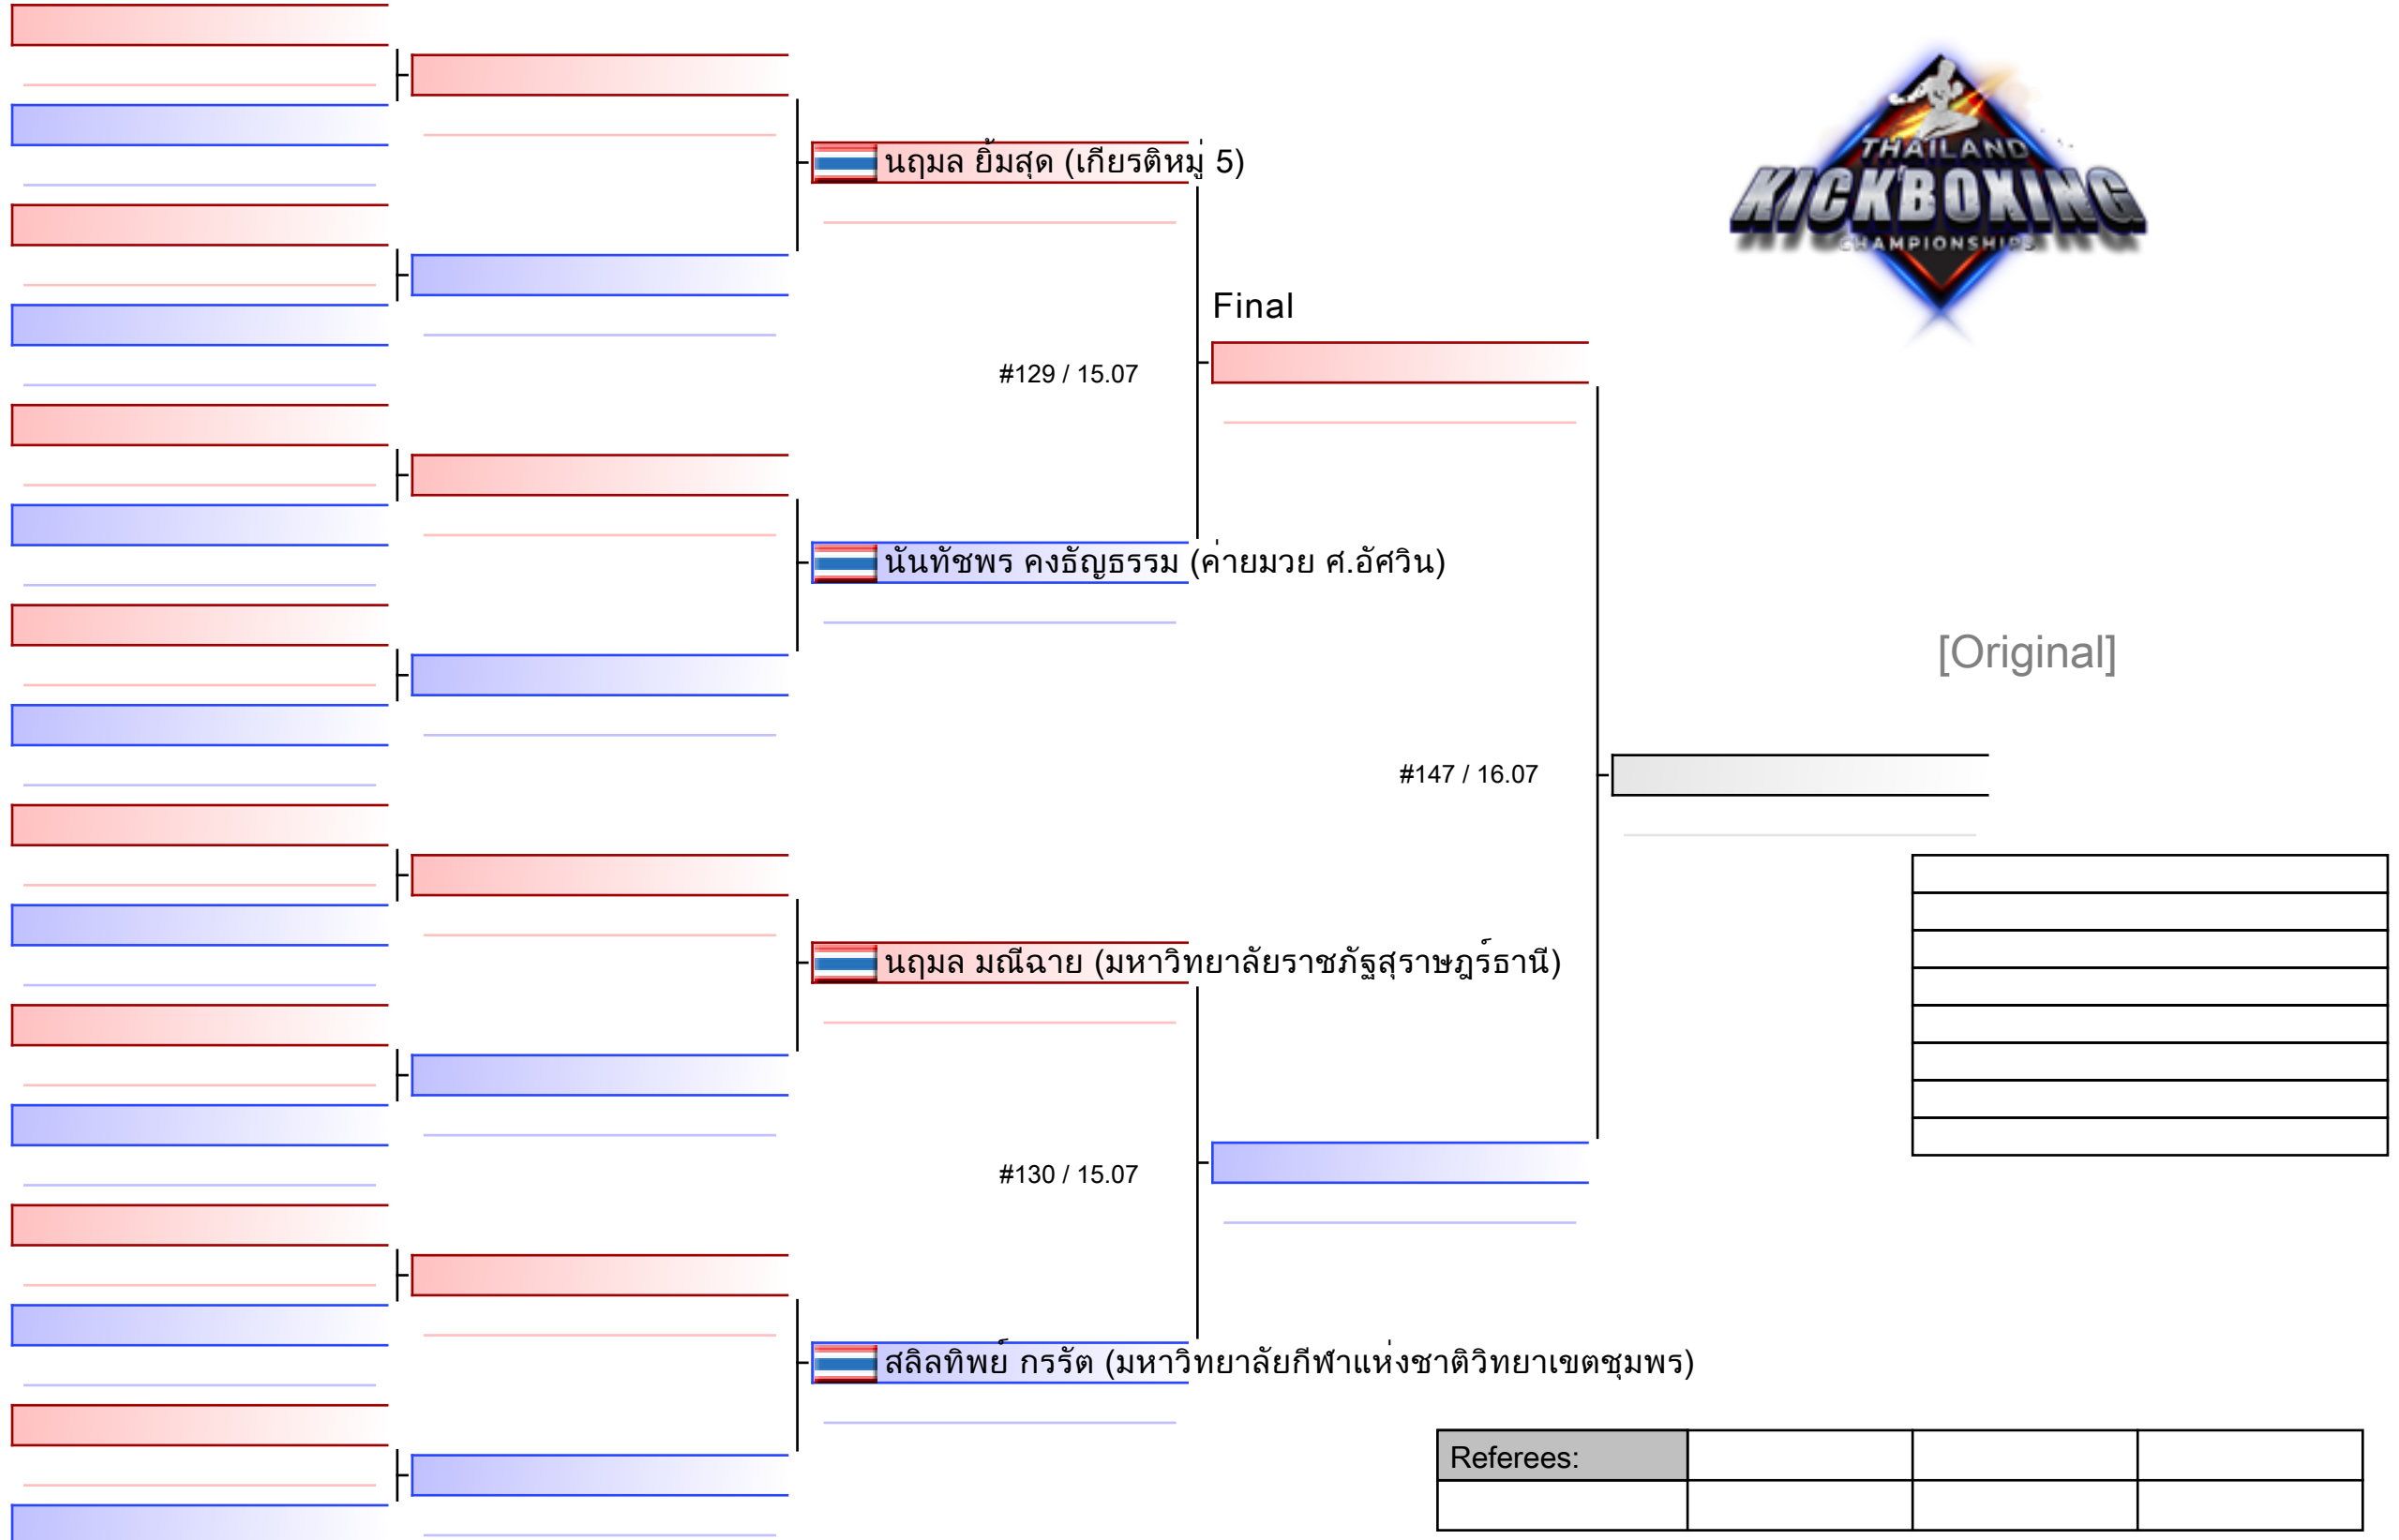 THAILAND
KICKBOXING
CHAMPIONSHIPS
นฤมล ยิ้มสุด (เกียรติหมู่ 5)
Final
#129 / 15.07
นันทัชพร คงธัญธรรม (ค่ายมวย ศ.อัศวิน)
[Original]
#147 / 16.07
นฤมล มณีฉาย (มหาวิทยาลัยราชภัฐสุราษฎร์ธานี)
#130 / 15.07
สลิลทิพย์ กรรัต (มหาวิทยาลัยกีฬาแห่งชาติวิทยาเขตชุมพร)
Referees: